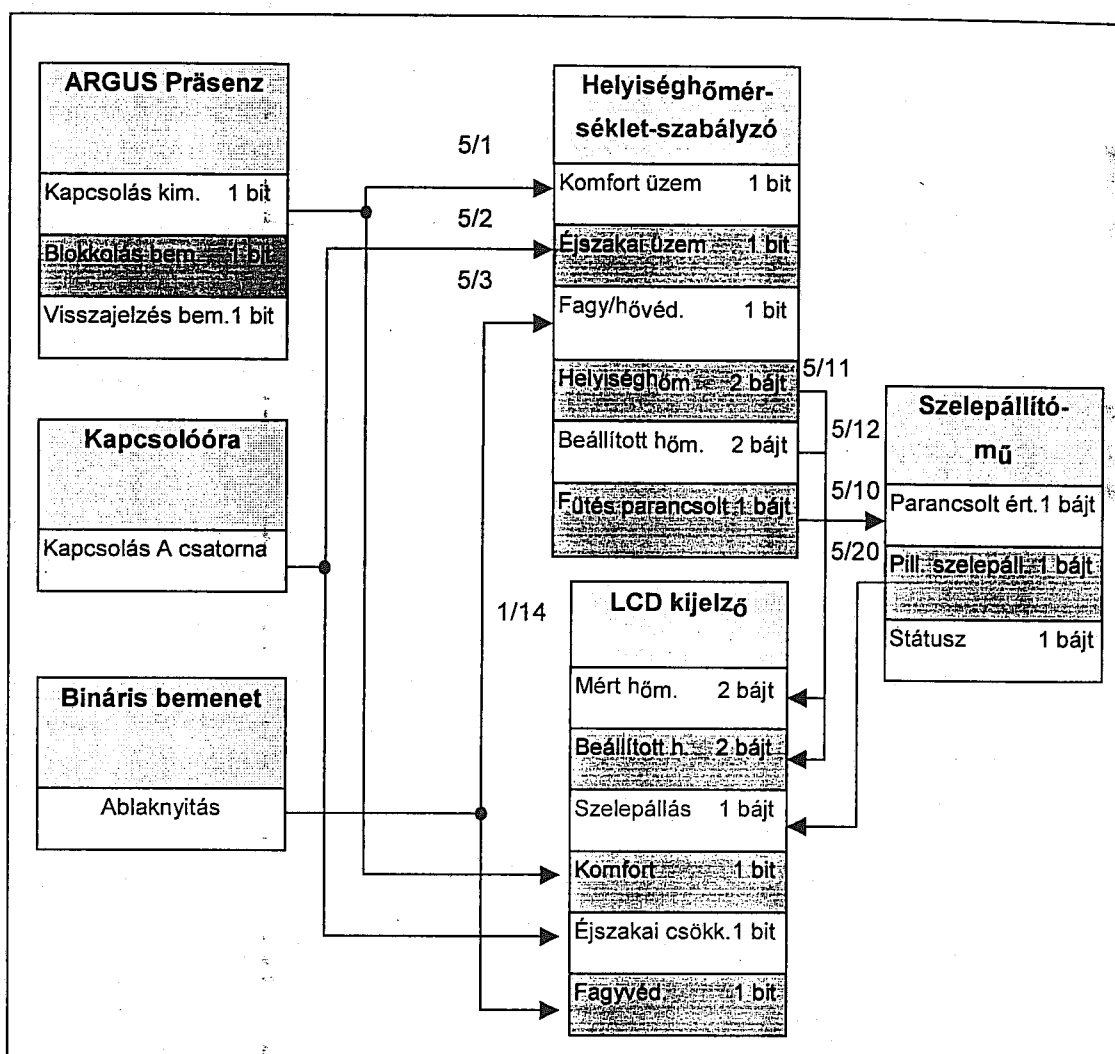 ARGUS Präsenz
Kapcsolás kim. 1 bit
Blokkolás bem. 1 bit
Visszajelzés bem.1 bit
Kapcsolóóra
Kapcsolás A csatorna
Bináris bemenet
Ablaknyitás
5/1
5/2
5/3
1/14
Helyiséghőmér-
séklet-szabályzó
Komfort üzem 1 bit
Éjszakai üzem 1 bit
Fagy/hővéd. 1 bit
Helyiséghőm. 2 bájt
Beállított hőm. 2 bájt
Fűtés parancsolt 1 bájt
5/11
5/12
5/10
5/20
Szelepállító-
mű
Parancsolt ért.1 bájt
Pill. szelepáll. 1 bájt
Státusz 1 bájt
LCD kijelző
Mért hőm. 2 bájt
Beállított h. 2 bájt
Szelepállás 1 bájt
Komfort 1 bit
Éjszakai csökk.1 bit
Fagyvéd. 1 bit